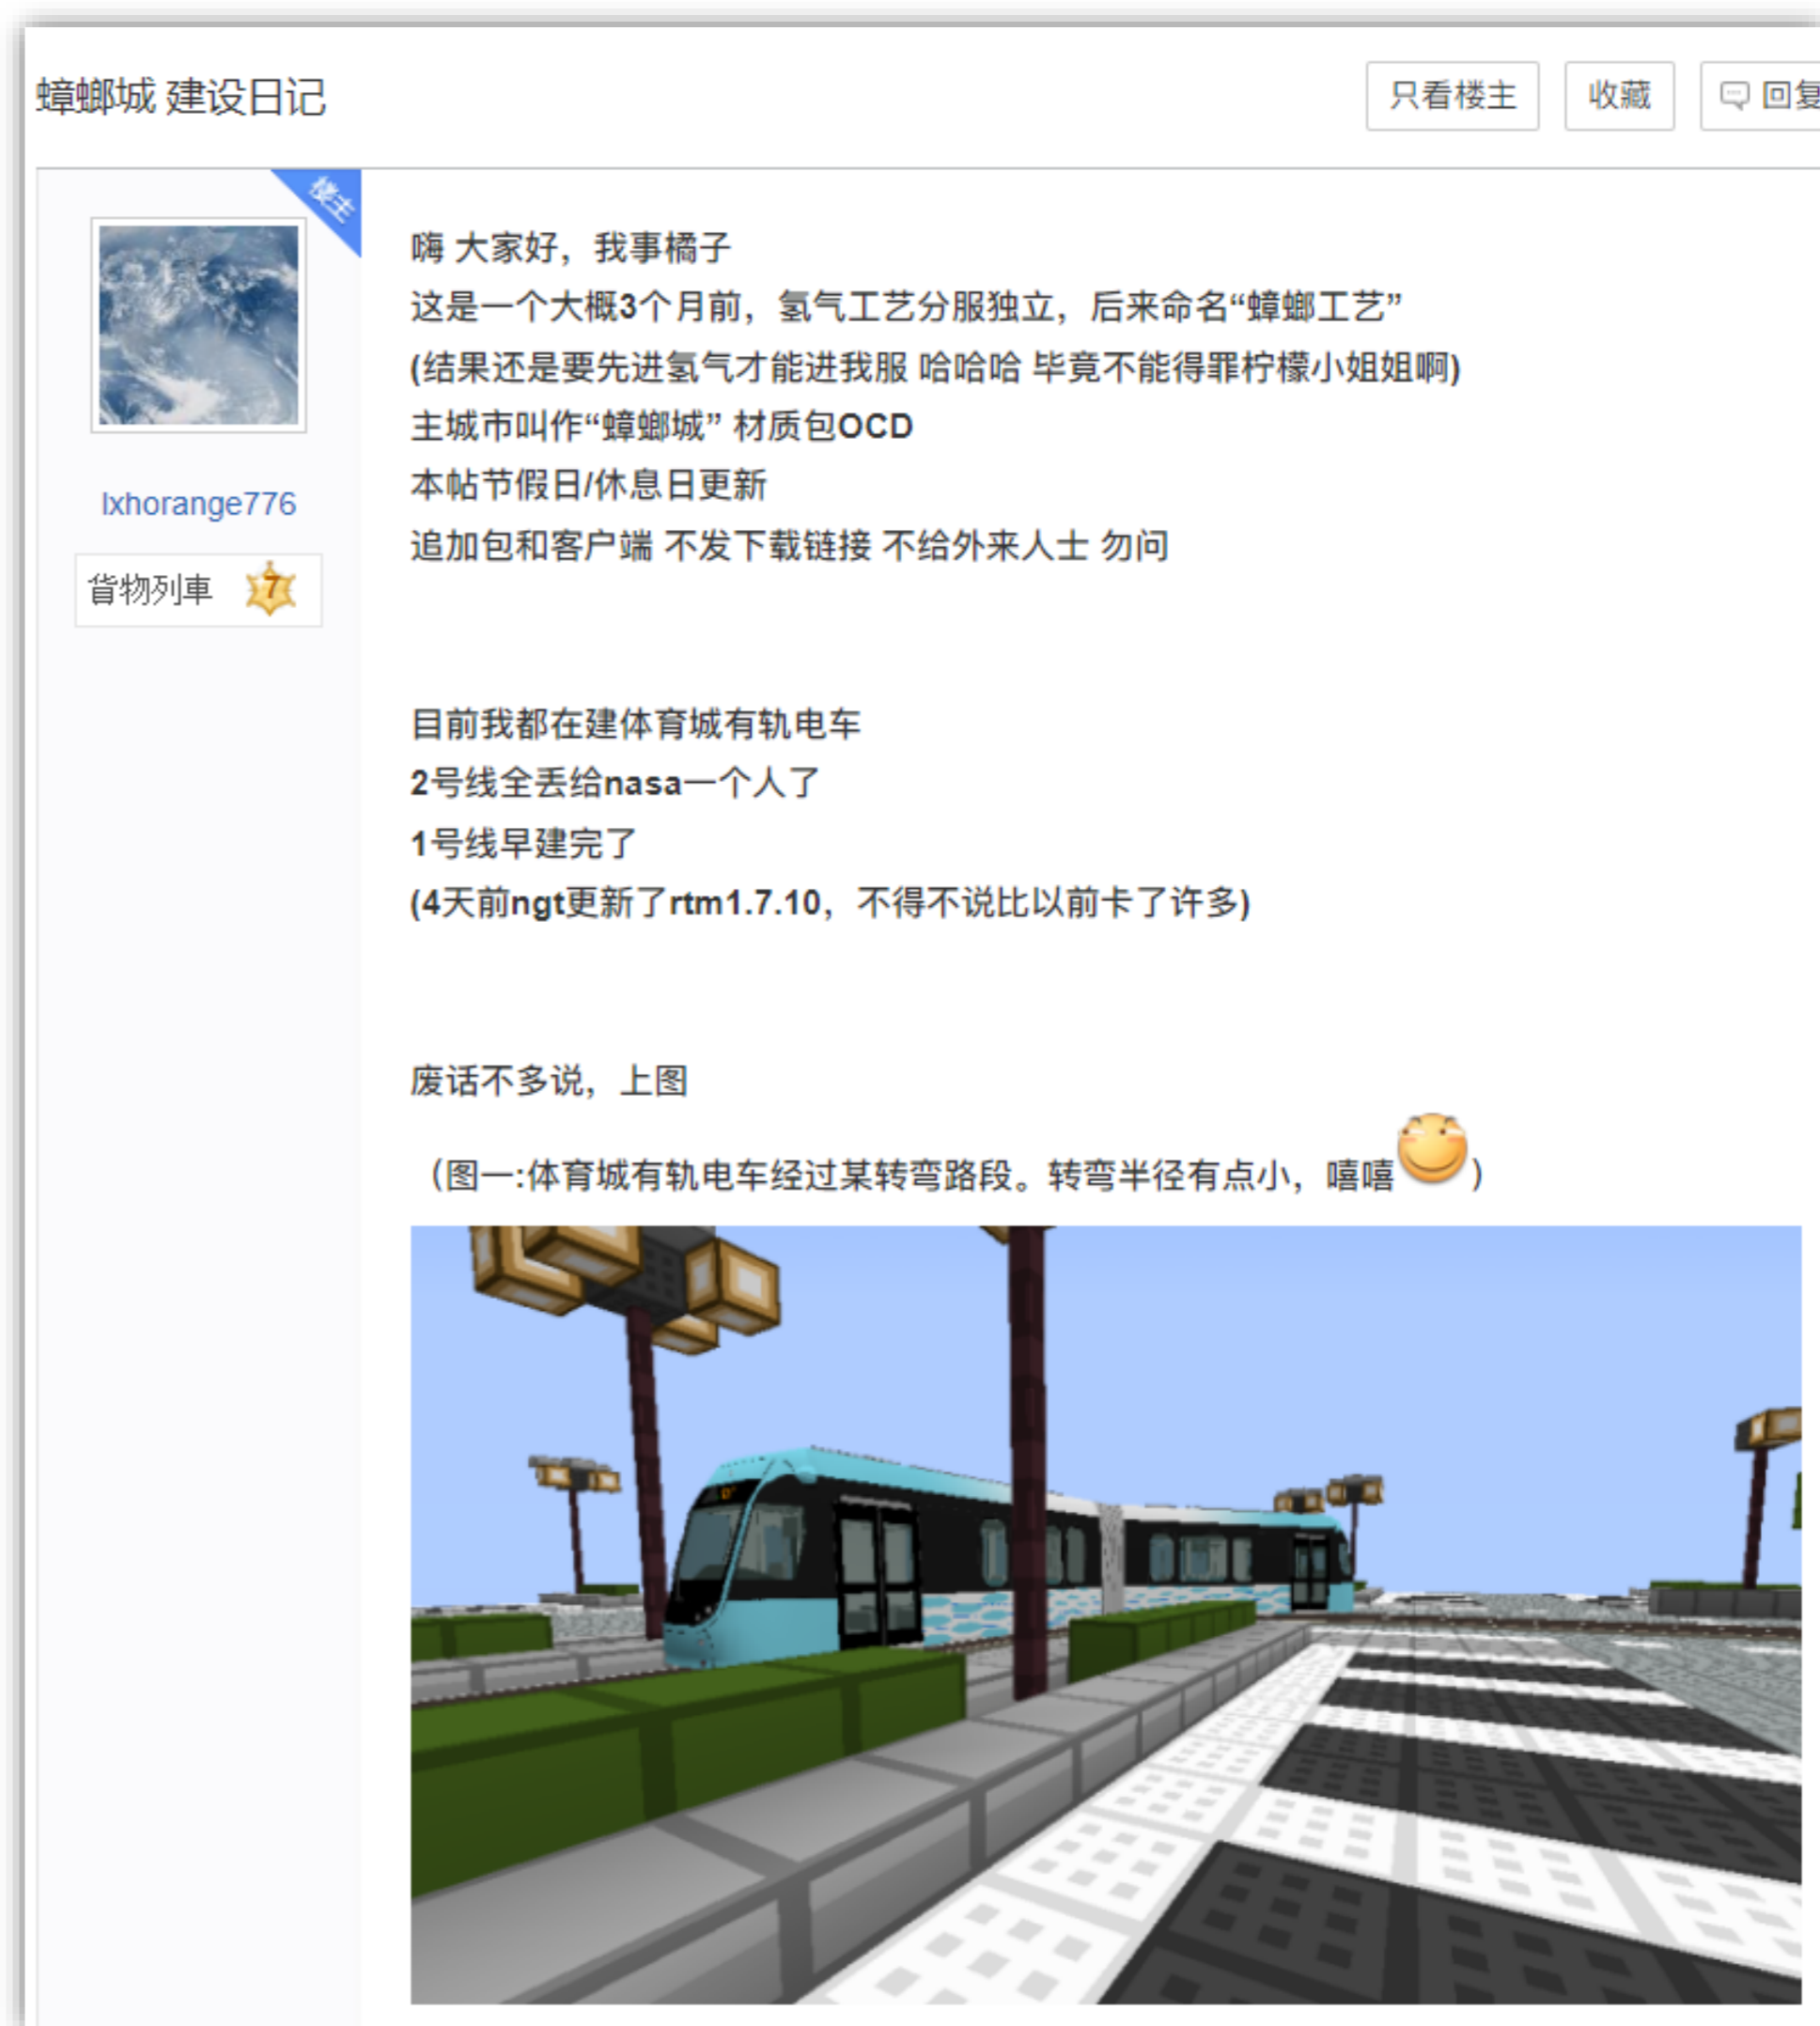 蟑螂城 建设日记
只看楼主
收藏
回复
楼主
lxhorange776
貨物列車 7
嗨 大家好，我事橘子
这是一个大概3个月前，氢气工艺分服独立，后来命名“蟑螂工艺”
(结果还是要先进氢气才能进我服 哈哈哈 毕竟不能得罪柠檬小姐姐啊)
主城市叫作“蟑螂城” 材质包OCD
本帖节假日/休息日更新
追加包和客户端 不发下载链接 不给外来人士 勿问
目前我都在建体育城有轨电车
2号线全丢给nasa一个人了
1号线早建完了
(4天前ngt更新了rtm1.7.10，不得不说比以前卡了许多)
废话不多说，上图
（图一:体育城有轨电车经过某转弯路段。转弯半径有点小，嘻嘻）